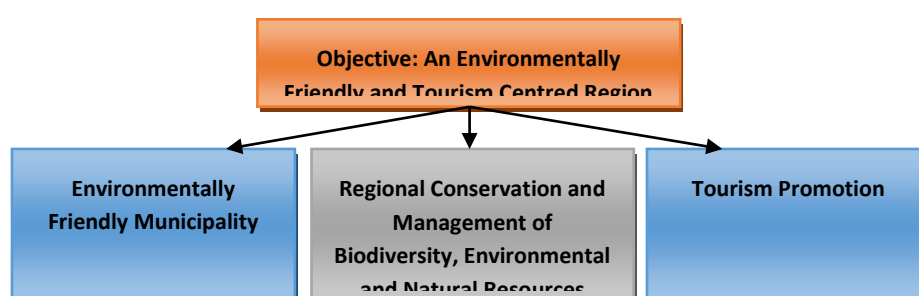 Objective: An Environmentally
Friendly and Tourism Centred Region
Environmentally
Friendly Municipality
Regional Conservation and
Management of
Biodiversity, Environmental
and Natural Resources
Tourism Promotion